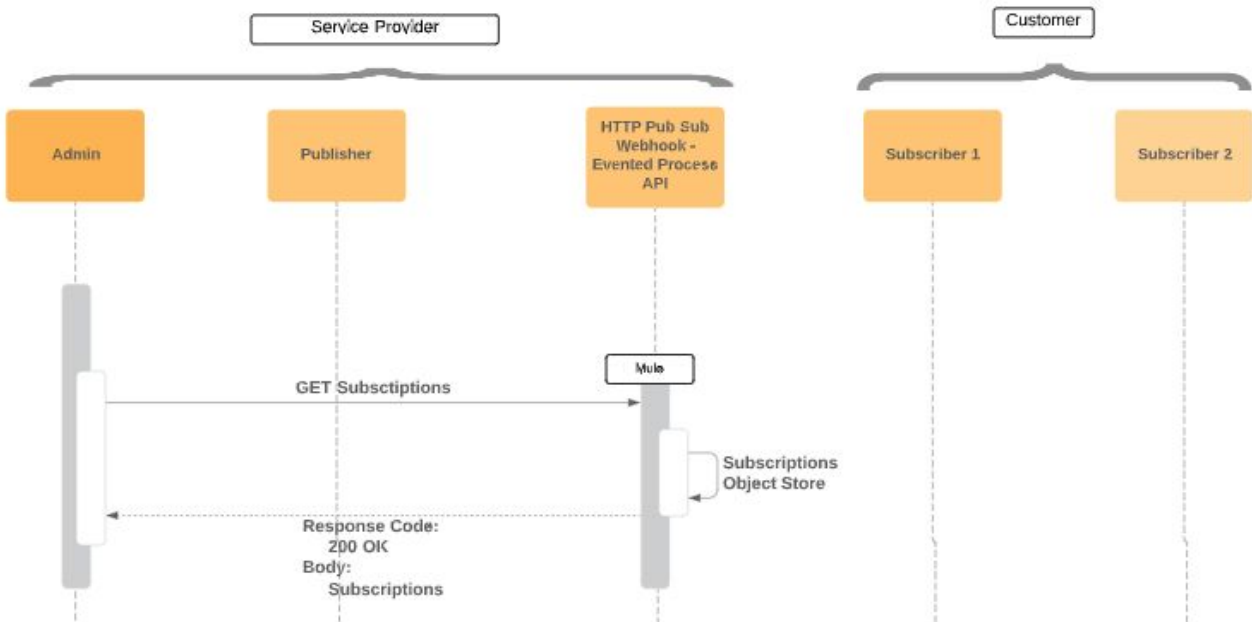 Service Provider
Customer
Admin
Publisher
HTTP Pub Sub
Webhook -
Evented Process
API
Subscriber 1
Subscriber 2
Mule
GET Subsctiptions
Subscriptions
Object Store
Response Code:
200 OK
Body:
Subscriptions